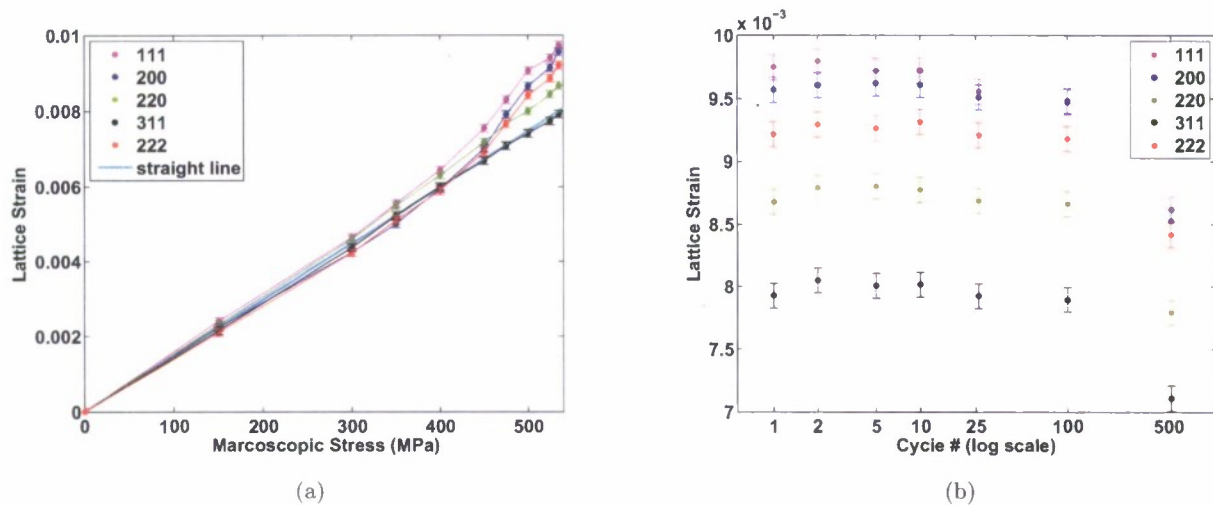 0.01
0.008
0.006
0.004
0.002
0
Lattice Strain
111
200
220
311
222
straight line
0 100 200 300 400 500
Marcoscopic Stress (MPa)
(a)
10 x 10⁻³
9.5
9
8.5
8
7.5
7
Lattice Strain
111
200
220
311
222
1 2 5 10 25 100 500
Cycie # (log scale)
(b)